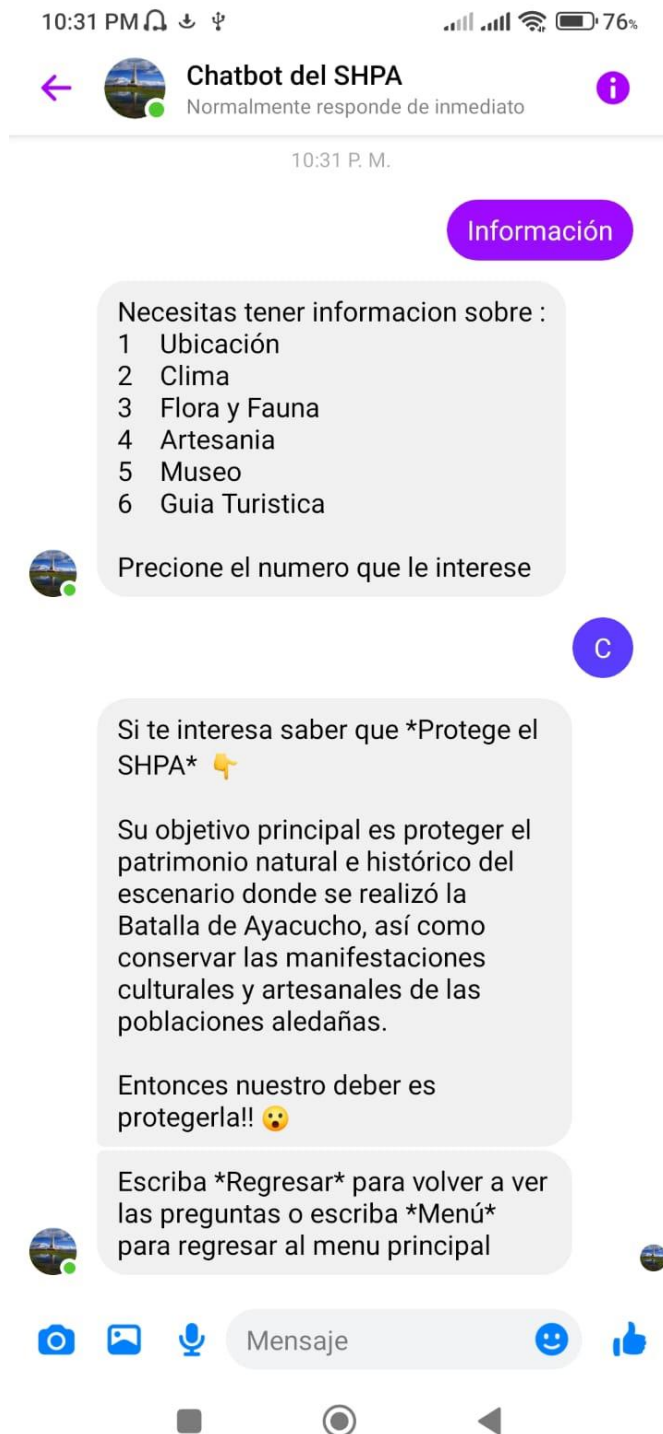 10:31 PM
76%
Chatbot del SHPA
Normalmente responde de inmediato
10:31 P. M.
Información
Necesitas tener informacion sobre :
1 Ubicación
2 Clima
3 Flora y Fauna
4 Artesania
5 Museo
6 Guia Turistica
Precione el numero que le interese
C
Si te interesa saber que *Protege el
SHPA* 👇
Su objetivo principal es proteger el
patrimonio natural e histórico del
escenario donde se realizó la
Batalla de Ayacucho, así como
conservar las manifestaciones
culturales y artesanales de las
poblaciones aledañas.
Entonces nuestro deber es
protegerla!! 😮
Escriba *Regresar* para volver a ver
las preguntas o escriba *Menú*
para regresar al menu principal
Mensaje